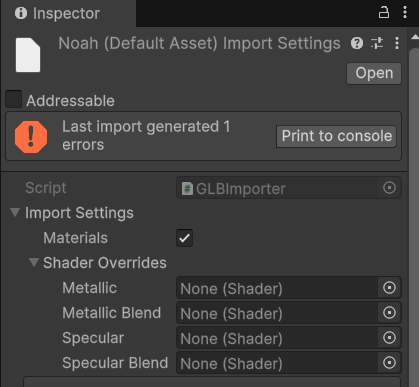 Inspector
Noah (Default Asset) Import Settings
Open
Addressable
Last import generated 1
errors
Print to console
Script
GLBImporter
Import Settings
Materials
Shader Overrides
Metallic
None (Shader)
Metallic Blend
None (Shader)
Specular
None (Shader)
Specular Blend
None (Shader)